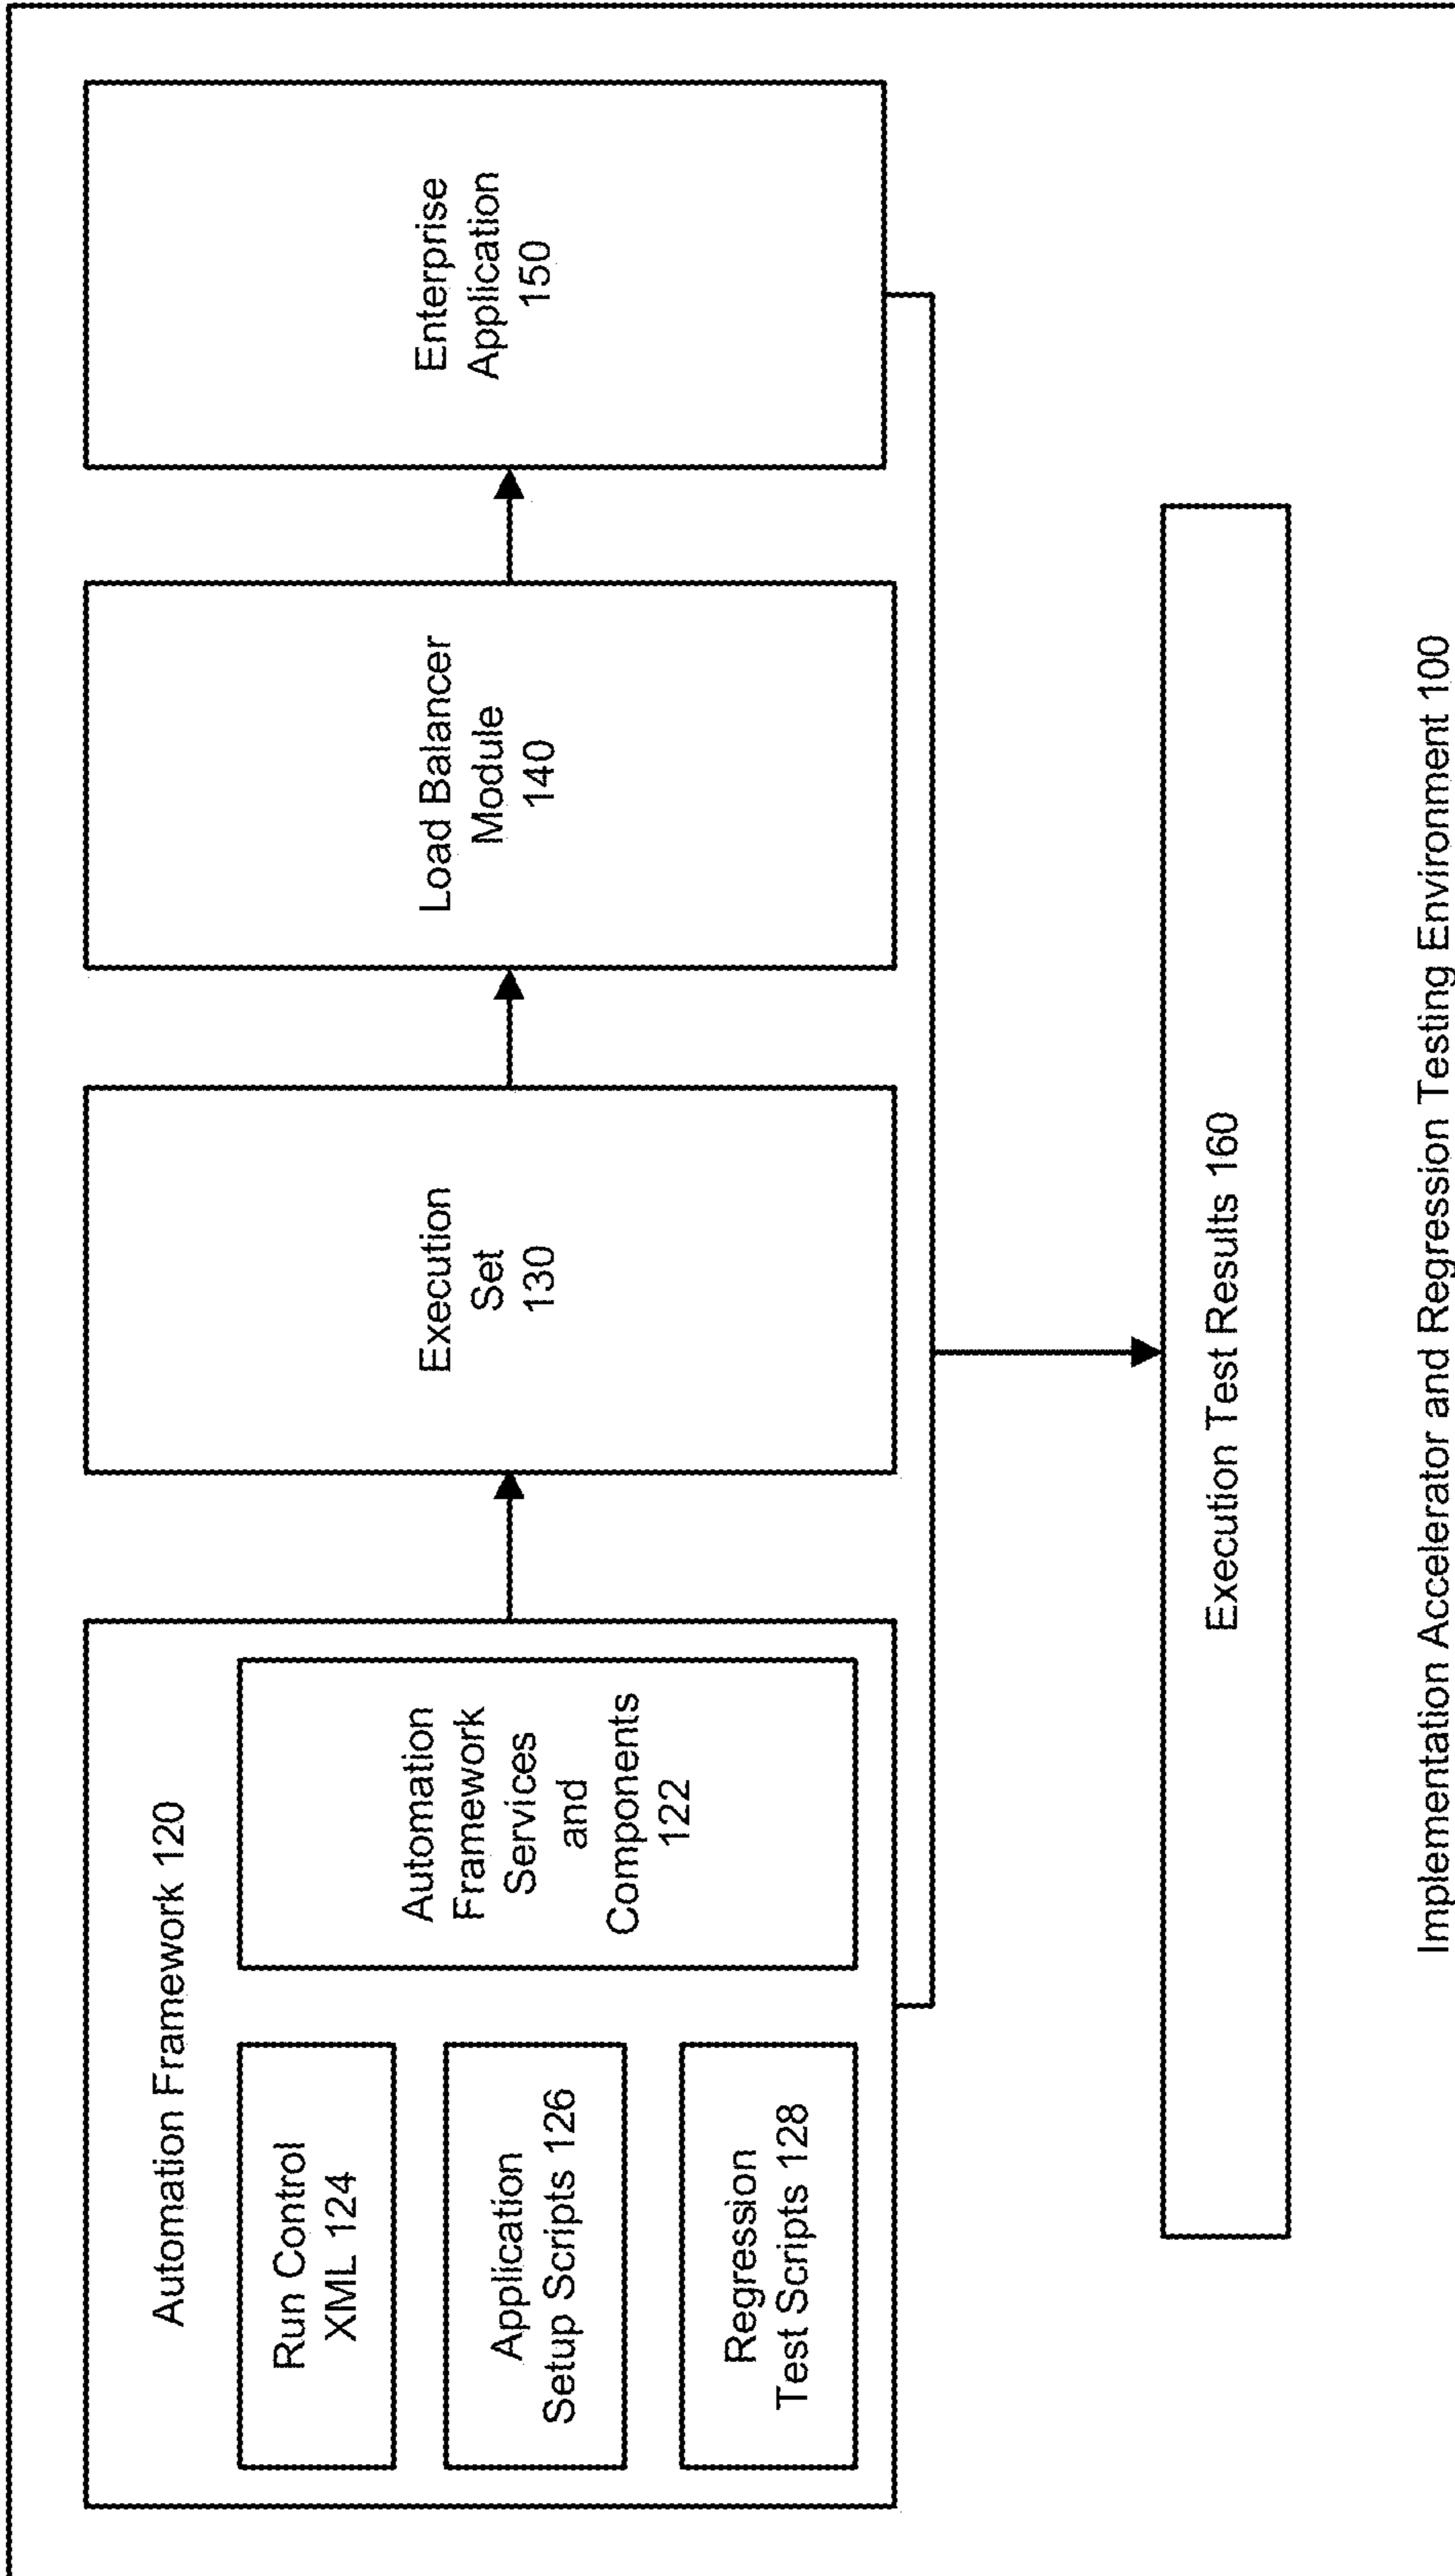 Automation Framework 120
Run Control
XML 124
Application
Setup Scripts 126
Regression
Test Scripts 128
Automation
Framework
Services
and
Components
122
Execution
Set
130
Load Balancer
Module
140
Enterprise
Application
150
Execution Test Results 160
Implementation Accelerator and Regression Testing Environment 100